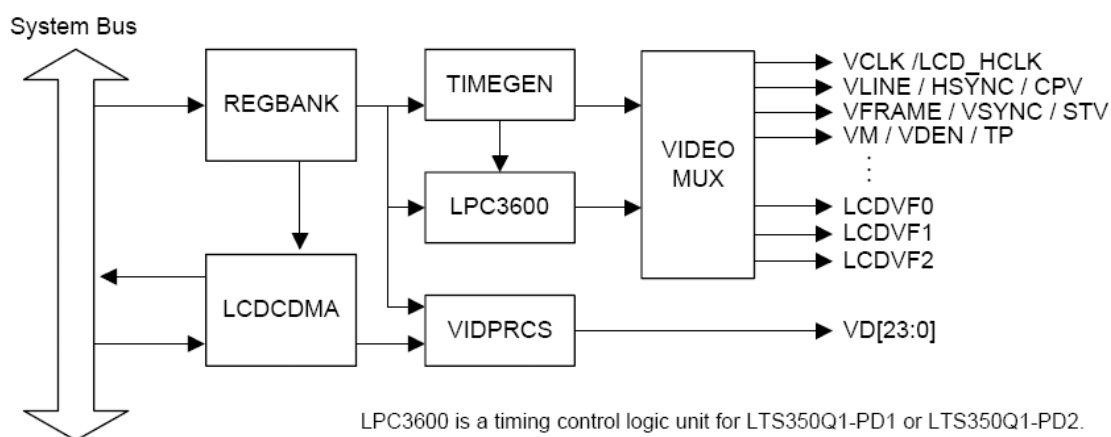 System Bus
REGBANK
TIMEGEN
LPC3600
LCDCDMA
VIDPRCS
VIDEO
MUX
VCLK /LCD_HCLK
VLINE / HSYNC / CPV
VFRAME / VSYNC / STV
VM / VDEN / TP
LCDVF0
LCDVF1
LCDVF2
VD[23:0]
LPC3600 is a timing control logic unit for LTS350Q1-PD1 or LTS350Q1-PD2.